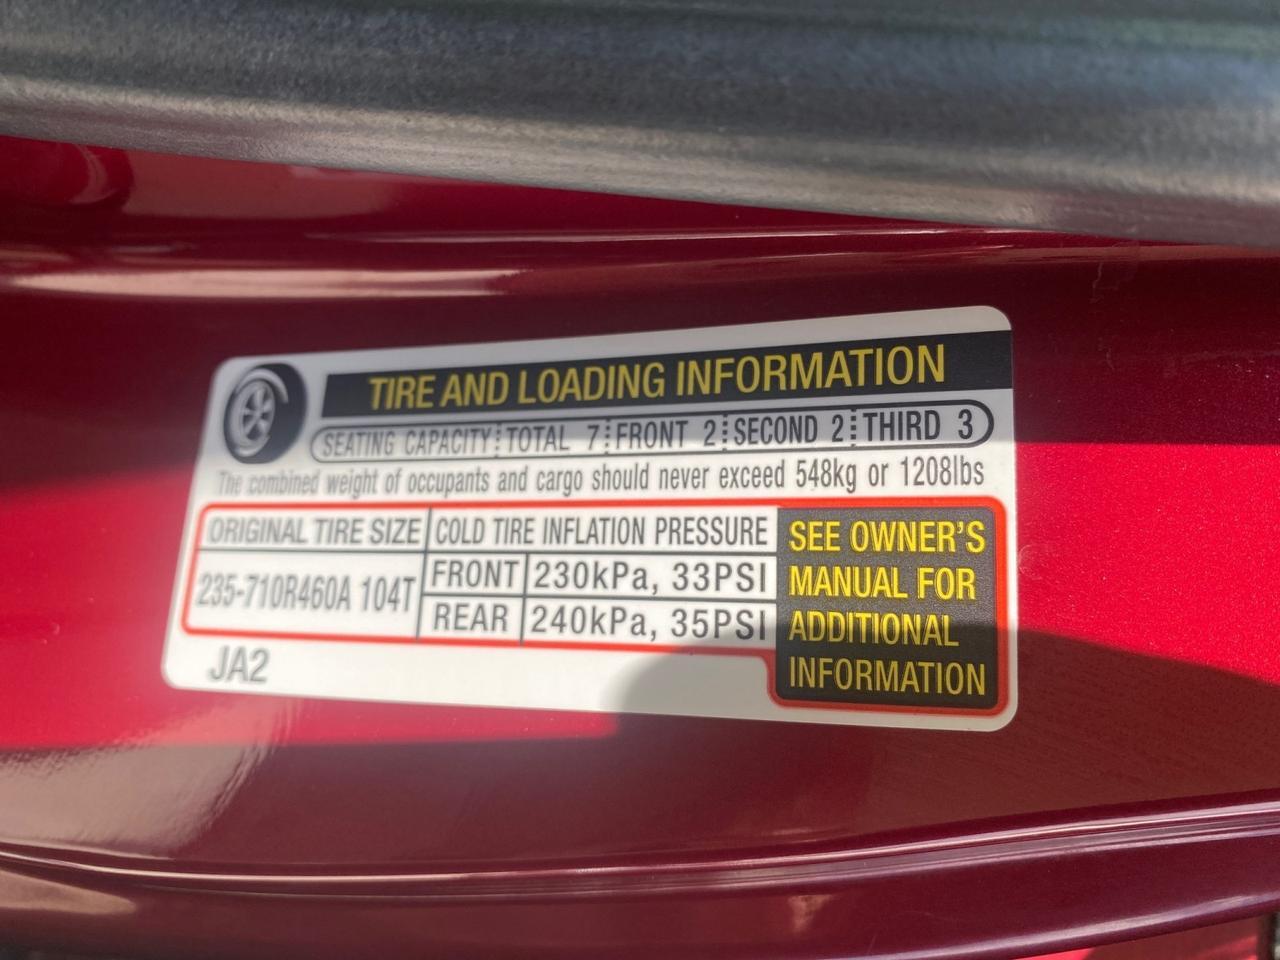 TIRE AND LOADING INFORMATION
SEATING CAPACITY TOTAL 7 FRONT 2 SECOND 2 THIRD 3
The combined weight of occupants and cargo should never exceed 548kg or 1208lbs
ORIGINAL TIRE SIZE COLD TIRE INFLATION PRESSURE
235-710R460A 104T
FRONT 230kPa, 33PSI
REAR 240kPa, 35PSI
SEE OWNER'S
MANUAL FOR
ADDITIONAL
INFORMATION
JA2